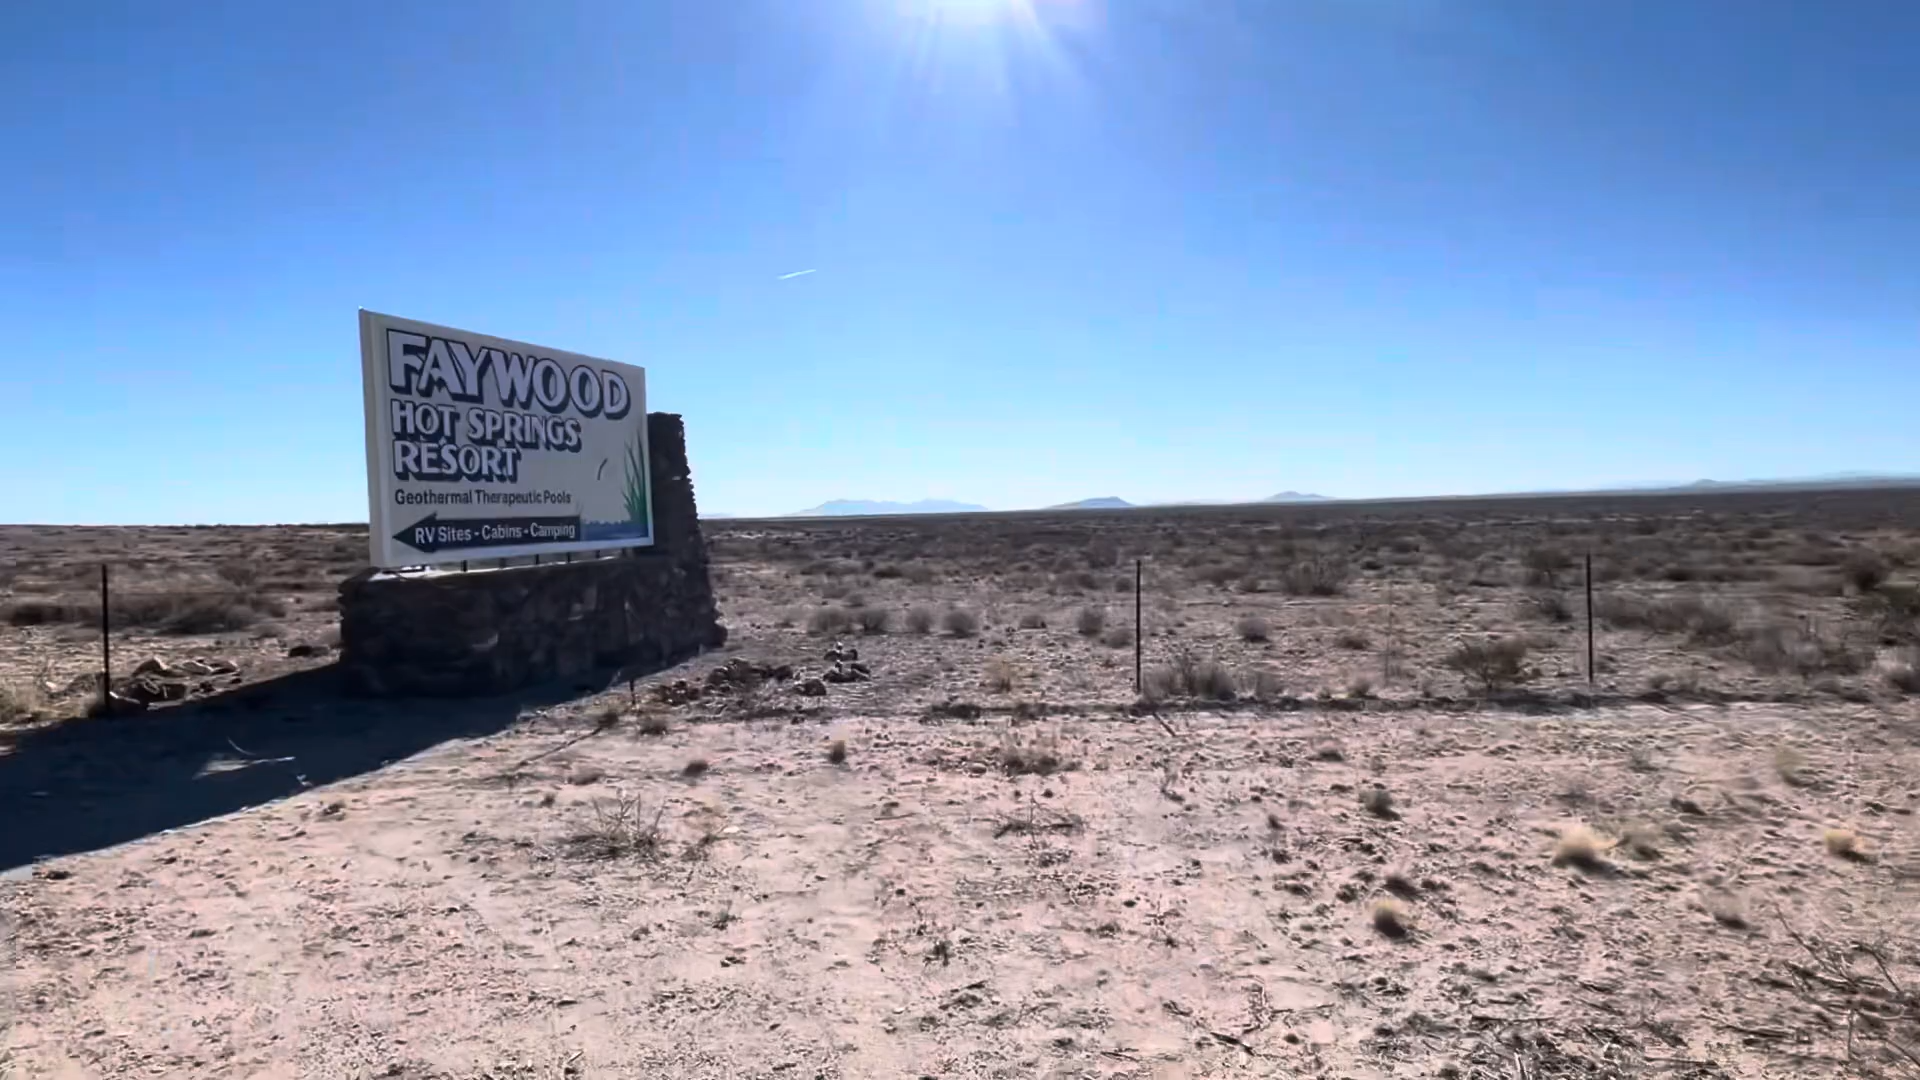 FAYWOOD
HOT SPRINGS
RESORT
Geothermal Therapeutic Pools
RV Sites - Cabins - Camping